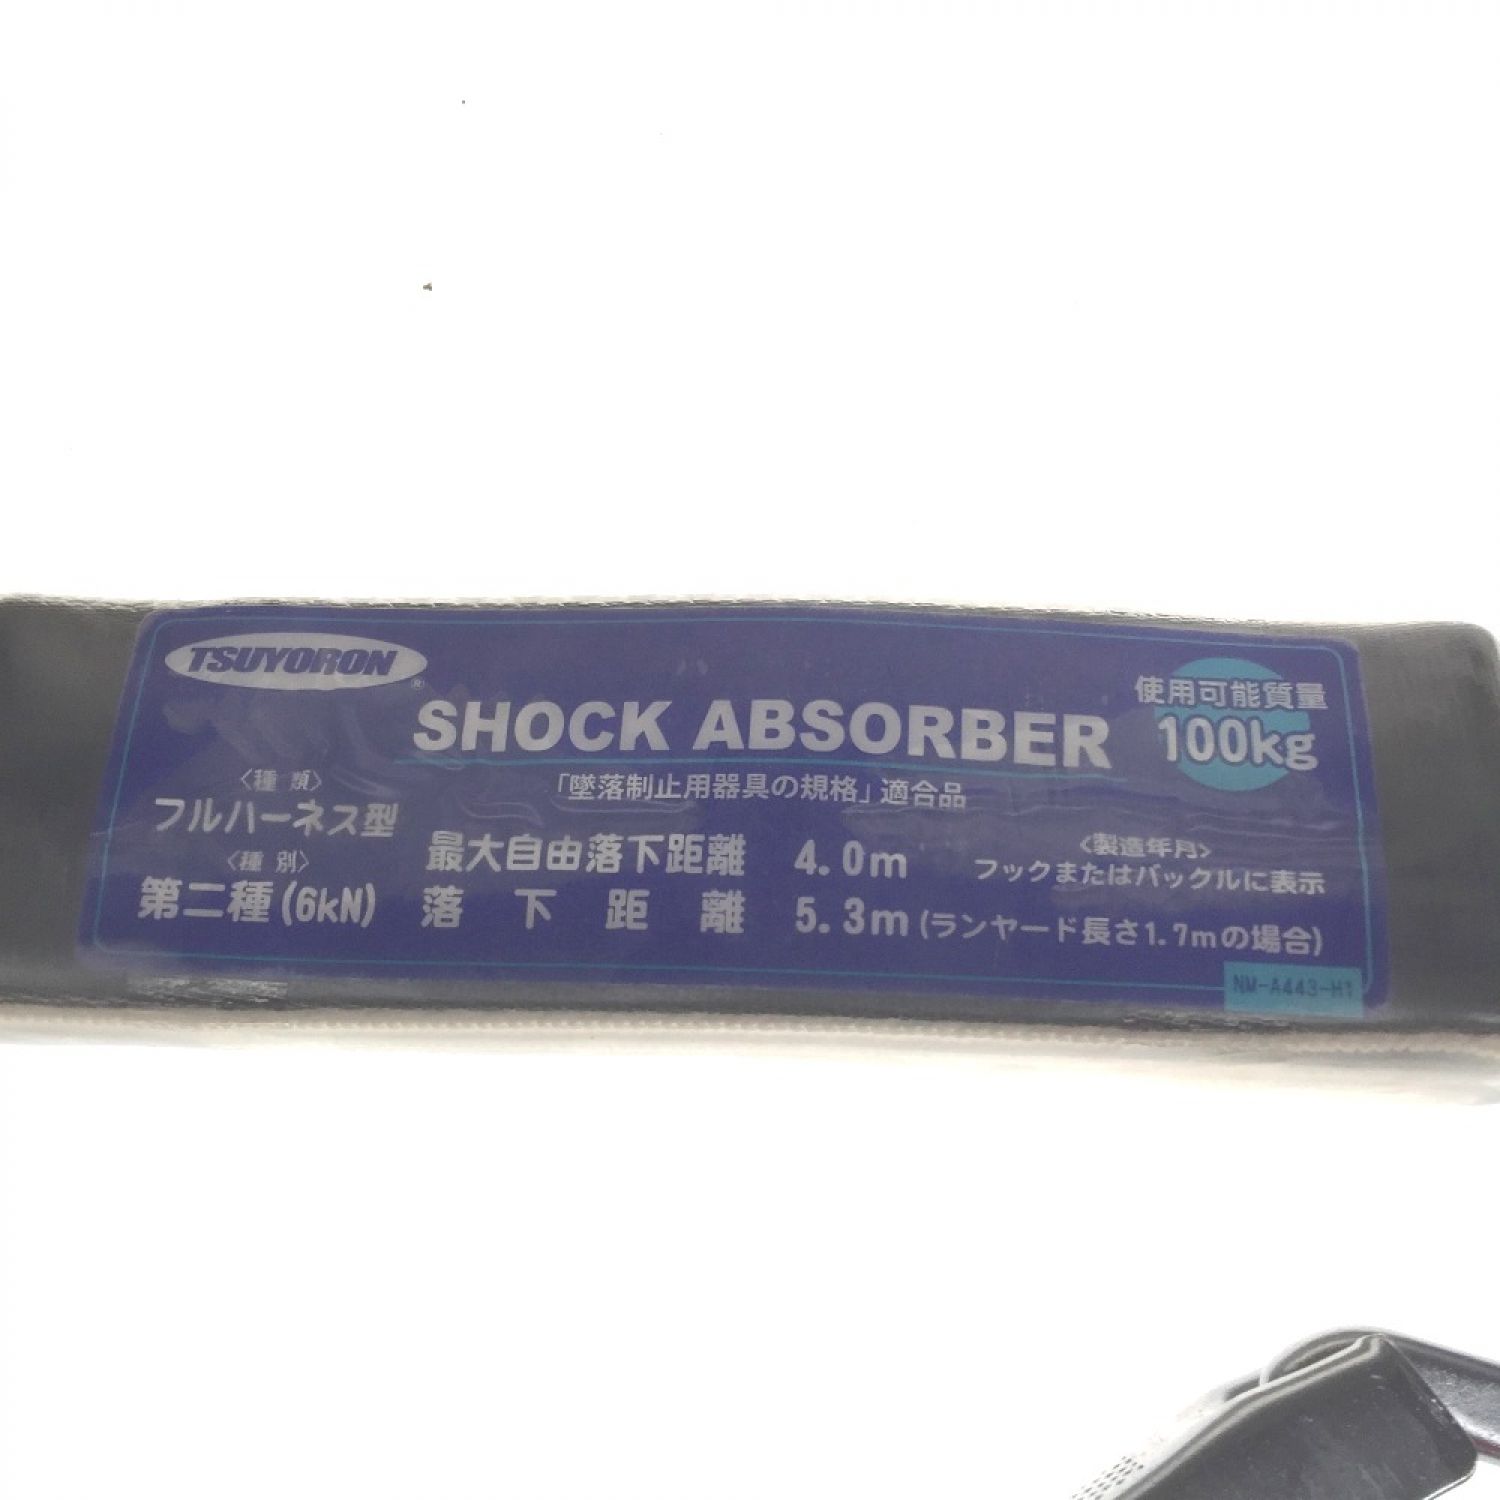 TSUYORON®
SHOCK ABSORBER
使用可能質量
100kg
「墜落制止用器具の規格」適合品
〈種類〉
フルハーネス型
〈種別〉
第二種(6kN)
最大自由落下距離 4.0m
落下距離 5.3m(ランヤード長さ1.7mの場合)
〈製造年月〉
フックまたはバックルに表示
NM-A443-H1